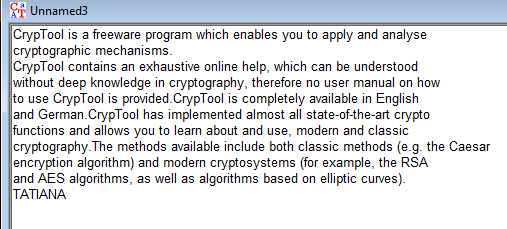 Unnamed3
CrypTool is a freeware program which enables you to apply and analyse
cryptographic mechanisms.
CrypTool contains an exhaustive online help, which can be understood
without deep knowledge in cryptography, therefore no user manual on how
to use CrypTool is provided.CrypTool is completely available in English
and German.CrypTool has implemented almost all state-of-the-art crypto
functions and allows you to learn about and use, modern and classic
cryptography.The methods available include both classic methods (e.g. the Caesar
encryption algorithm) and modern cryptosystems (for example, the RSA
and AES algorithms, as well as algorithms based on elliptic curves).
TATIANA